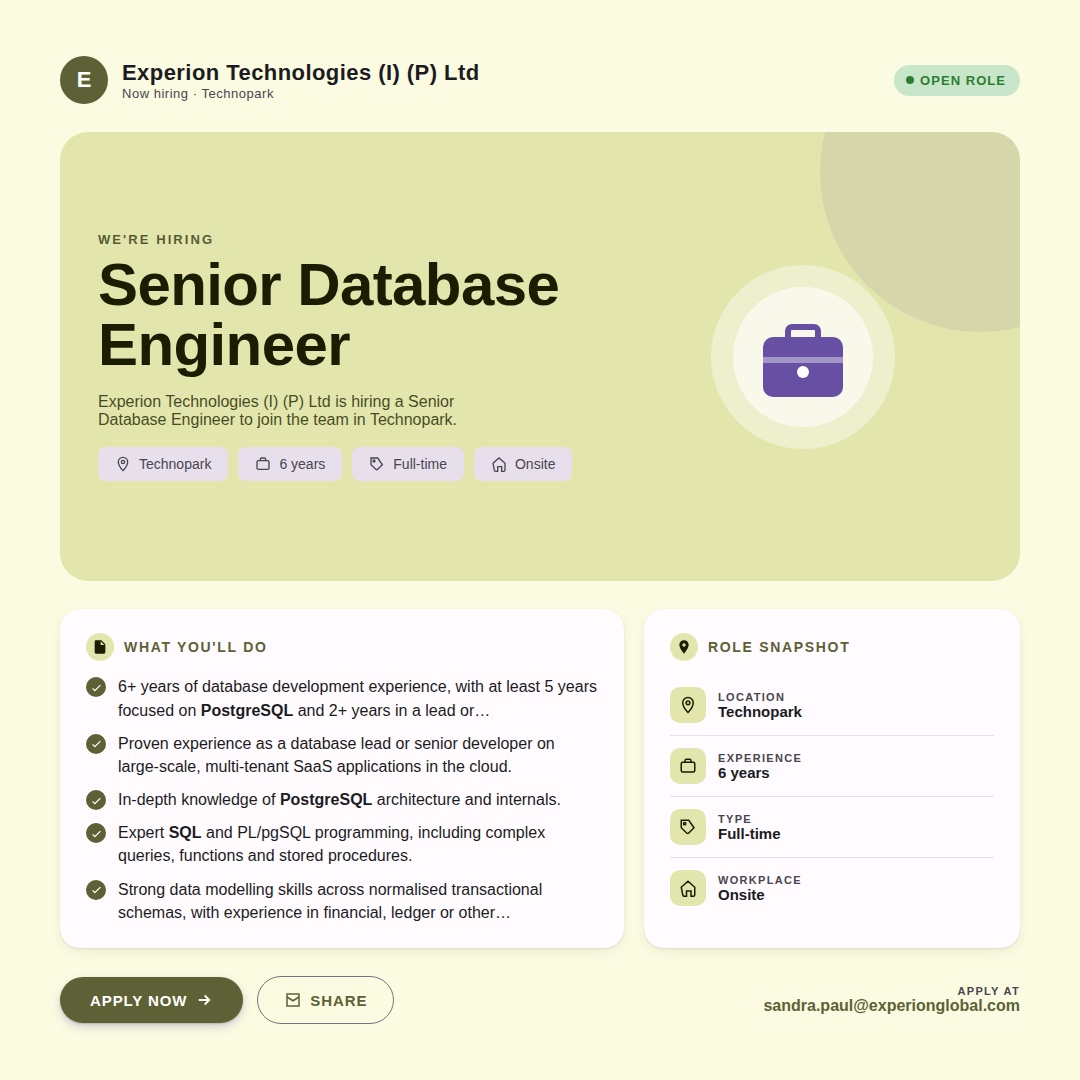 E
Experion Technologies (I) (P) Ltd
Now hiring · Technopark
OPEN ROLE
WE'RE HIRING
Senior Database
Engineer
Experion Technologies (I) (P) Ltd is hiring a Senior
Database Engineer to join the team in Technopark.
Technopark
6 years
Full-time
Onsite
WHAT YOU'LL DO
6+ years of database development experience, with at least 5 years
focused on PostgreSQL and 2+ years in a lead or…
Proven experience as a database lead or senior developer on
large-scale, multi-tenant SaaS applications in the cloud.
In-depth knowledge of PostgreSQL architecture and internals.
Expert SQL and PL/pgSQL programming, including complex
queries, functions and stored procedures.
Strong data modelling skills across normalised transactional
schemas, with experience in financial, ledger or other…
ROLE SNAPSHOT
LOCATION
Technopark
EXPERIENCE
6 years
TYPE
Full-time
WORKPLACE
Onsite
APPLY NOW
SHARE
APPLY AT
sandra.paul@experionglobal.com